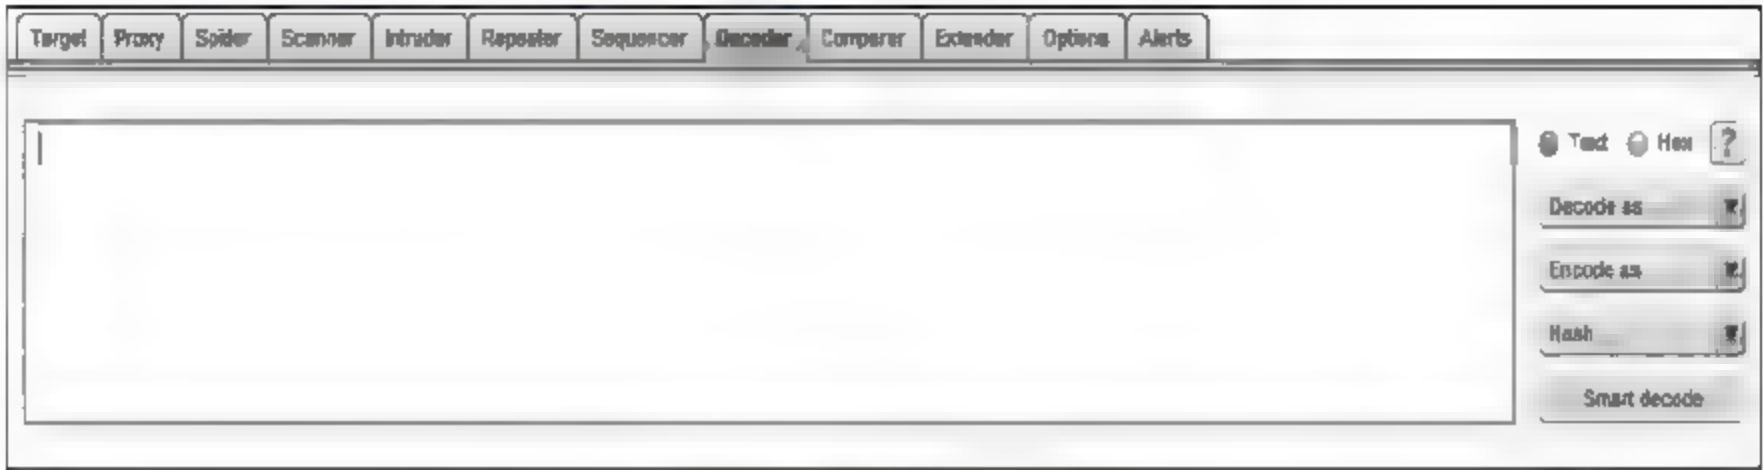 Target Proxy Spider Scanner Intruder Repeater Sequencer Decoder Comparer Extender Options Alerts
Text Hex ?
Decode as
Encode as
Hash
Smart decode